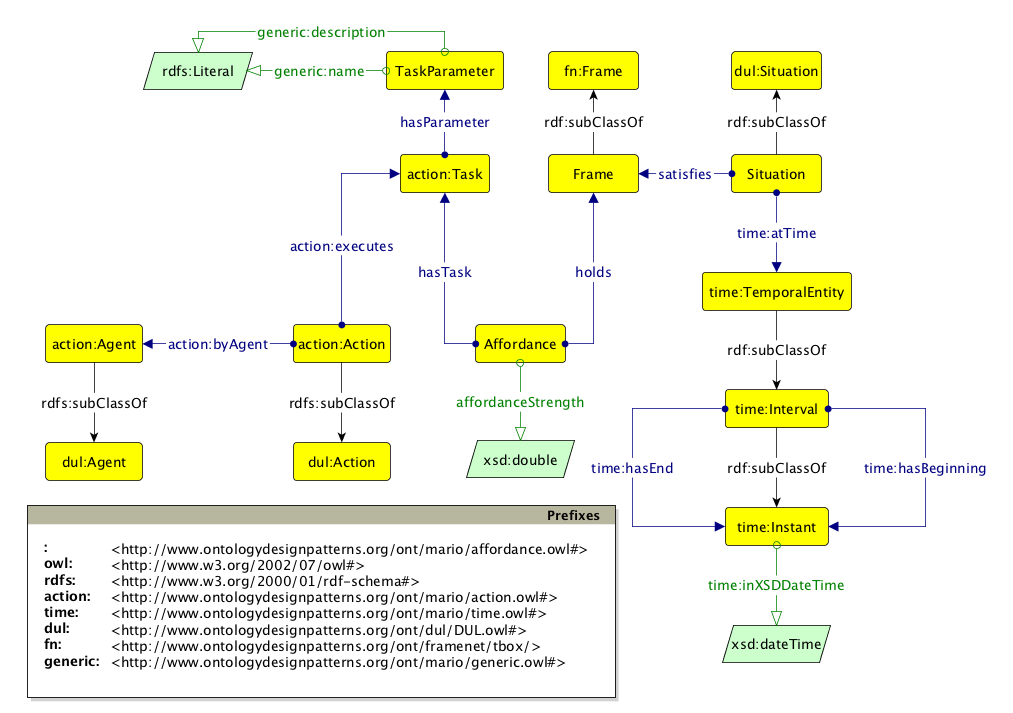 generic:description
rdfs:Literal
generic:name
TaskParameter
fn:Frame
dul:Situation
hasParameter
rdf:subClassOf
rdf:subClassOf
action:Task
Frame
satisfies
Situation
action:executes
hasTask
holds
time:atTime
time:TemporalEntity
action:Agent
action:byAgent
action:Action
Affordance
rdf:subClassOf
rdfs:subClassOf
rdfs:subClassOf
affordanceStrength
time:Interval
dul:Agent
dul:Action
xsd:double
time:hasEnd
rdf:subClassOf
time:hasBeginning
time:Instant
time:inXSDDateTime
xsd:dateTime
Prefixes
: <http://www.ontologydesignpatterns.org/ont/mario/affordance.owl#>
owl: <http://www.w3.org/2002/07/owl#>
rdfs: <http://www.w3.org/2000/01/rdf-schema#>
action: <http://www.ontologydesignpatterns.org/ont/mario/action.owl#>
time: <http://www.ontologydesignpatterns.org/ont/mario/time.owl#>
dul: <http://www.ontologydesignpatterns.org/ont/dul/DUL.owl#>
fn: <http://www.ontologydesignpatterns.org/ont/framenet/tbox/>
generic: <http://www.ontologydesignpatterns.org/ont/mario/generic.owl#>